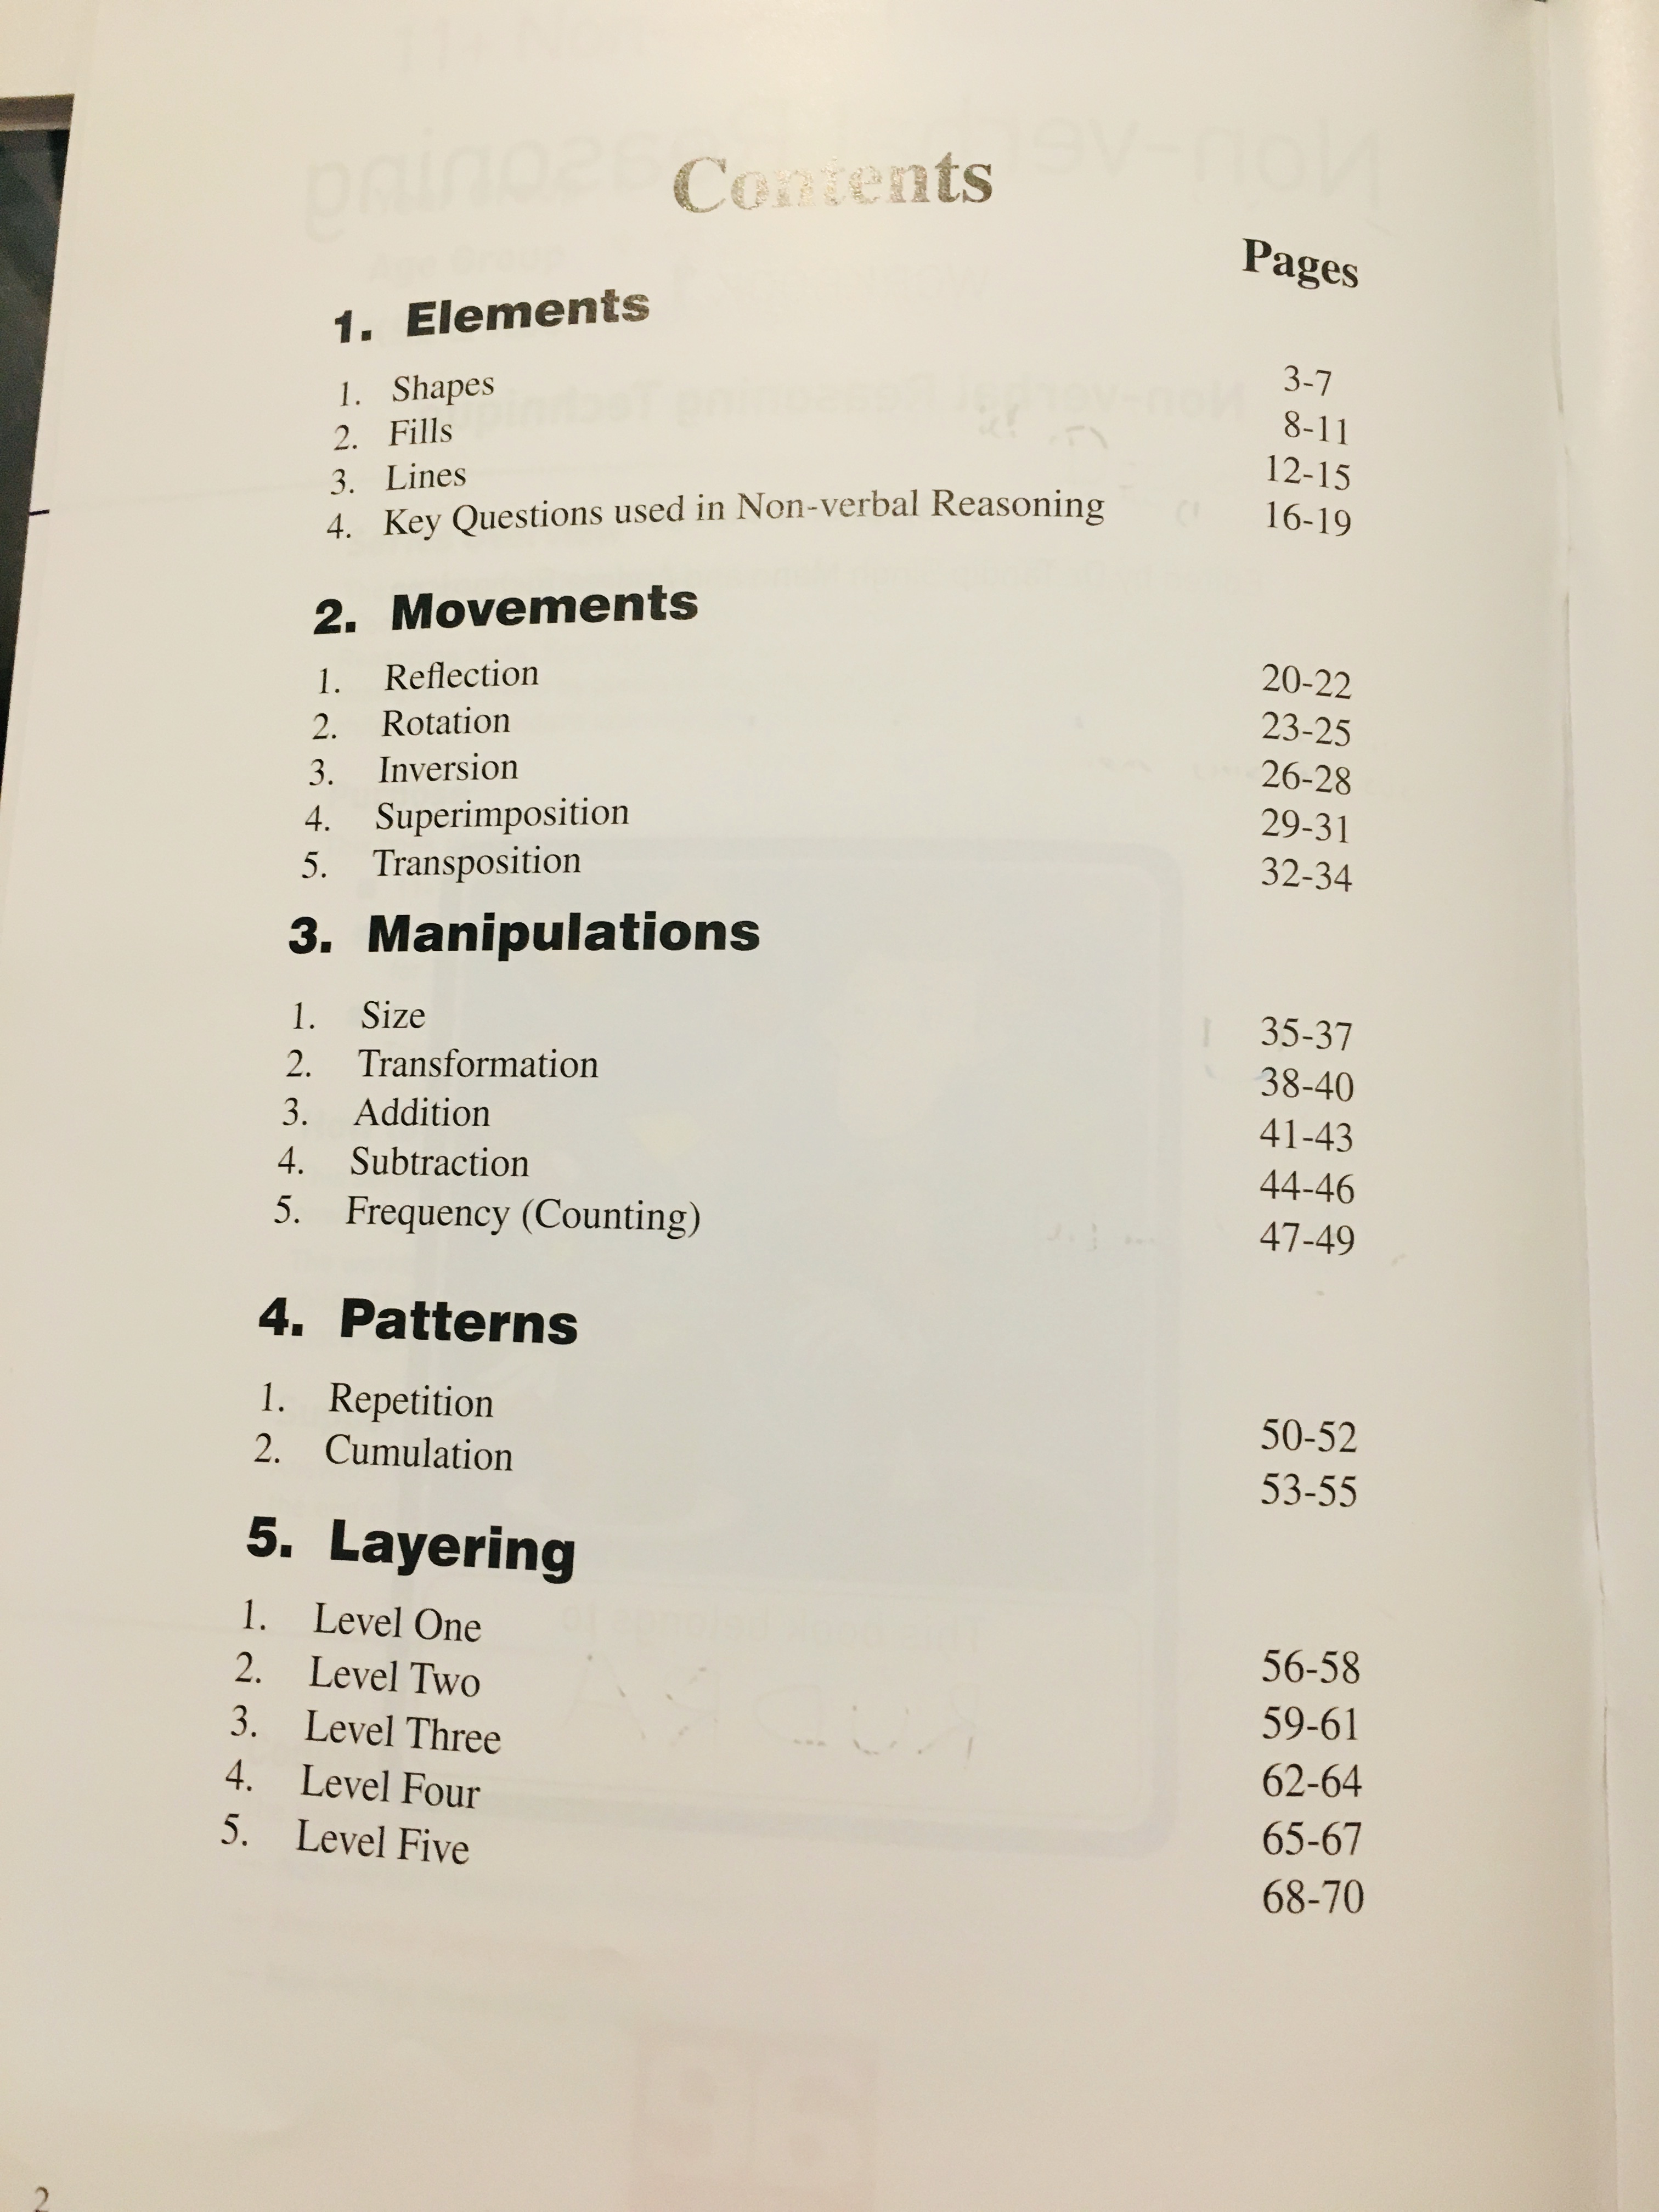 Contents
Pages
1. Elements
1. Shapes 3-7
2. Fills 8-11
3. Lines 12-15
4. Key Questions used in Non-verbal Reasoning 16-19
2. Movements
1. Reflection 20-22
2. Rotation 23-25
3. Inversion 26-28
4. Superimposition 29-31
5. Transposition 32-34
3. Manipulations
1. Size 35-37
2. Transformation 38-40
3. Addition 41-43
4. Subtraction 44-46
5. Frequency (Counting) 47-49
4. Patterns
1. Repetition 50-52
2. Cumulation 53-55
5. Layering
1. Level One 56-58
2. Level Two 59-61
3. Level Three 62-64
4. Level Four 65-67
5. Level Five 68-70
2